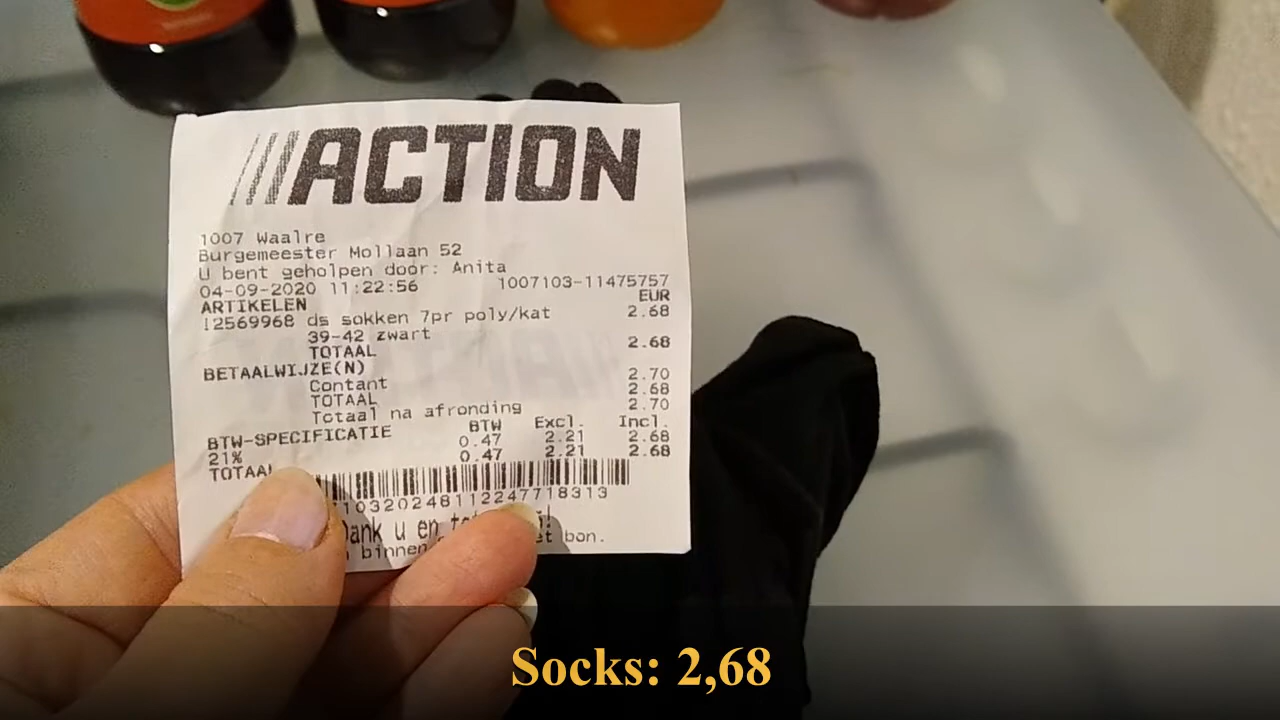 ACTION
1007 Waalre
Burgemeester Mollaan 52
U bent geholpen door: Anita
04-09-2020 11:22:56 1007103-11475757
ARTIKELEN EUR
12569968 ds sokken 7pr poly/kat 2.68
39-42 zwart
TOTAAL 2.68
BETAALWIJZE(N)
Contant 2.70
TOTAAL 2.68
Totaal na afronding 2.70
BTW-SPECIFICATIE BTW Excl. Incl.
21% 0.47 2.21 2.68
TOTAAL 0.47 2.21 2.68
10320248112247718313
Dank u en
binnen et bon.
Socks: 2,68